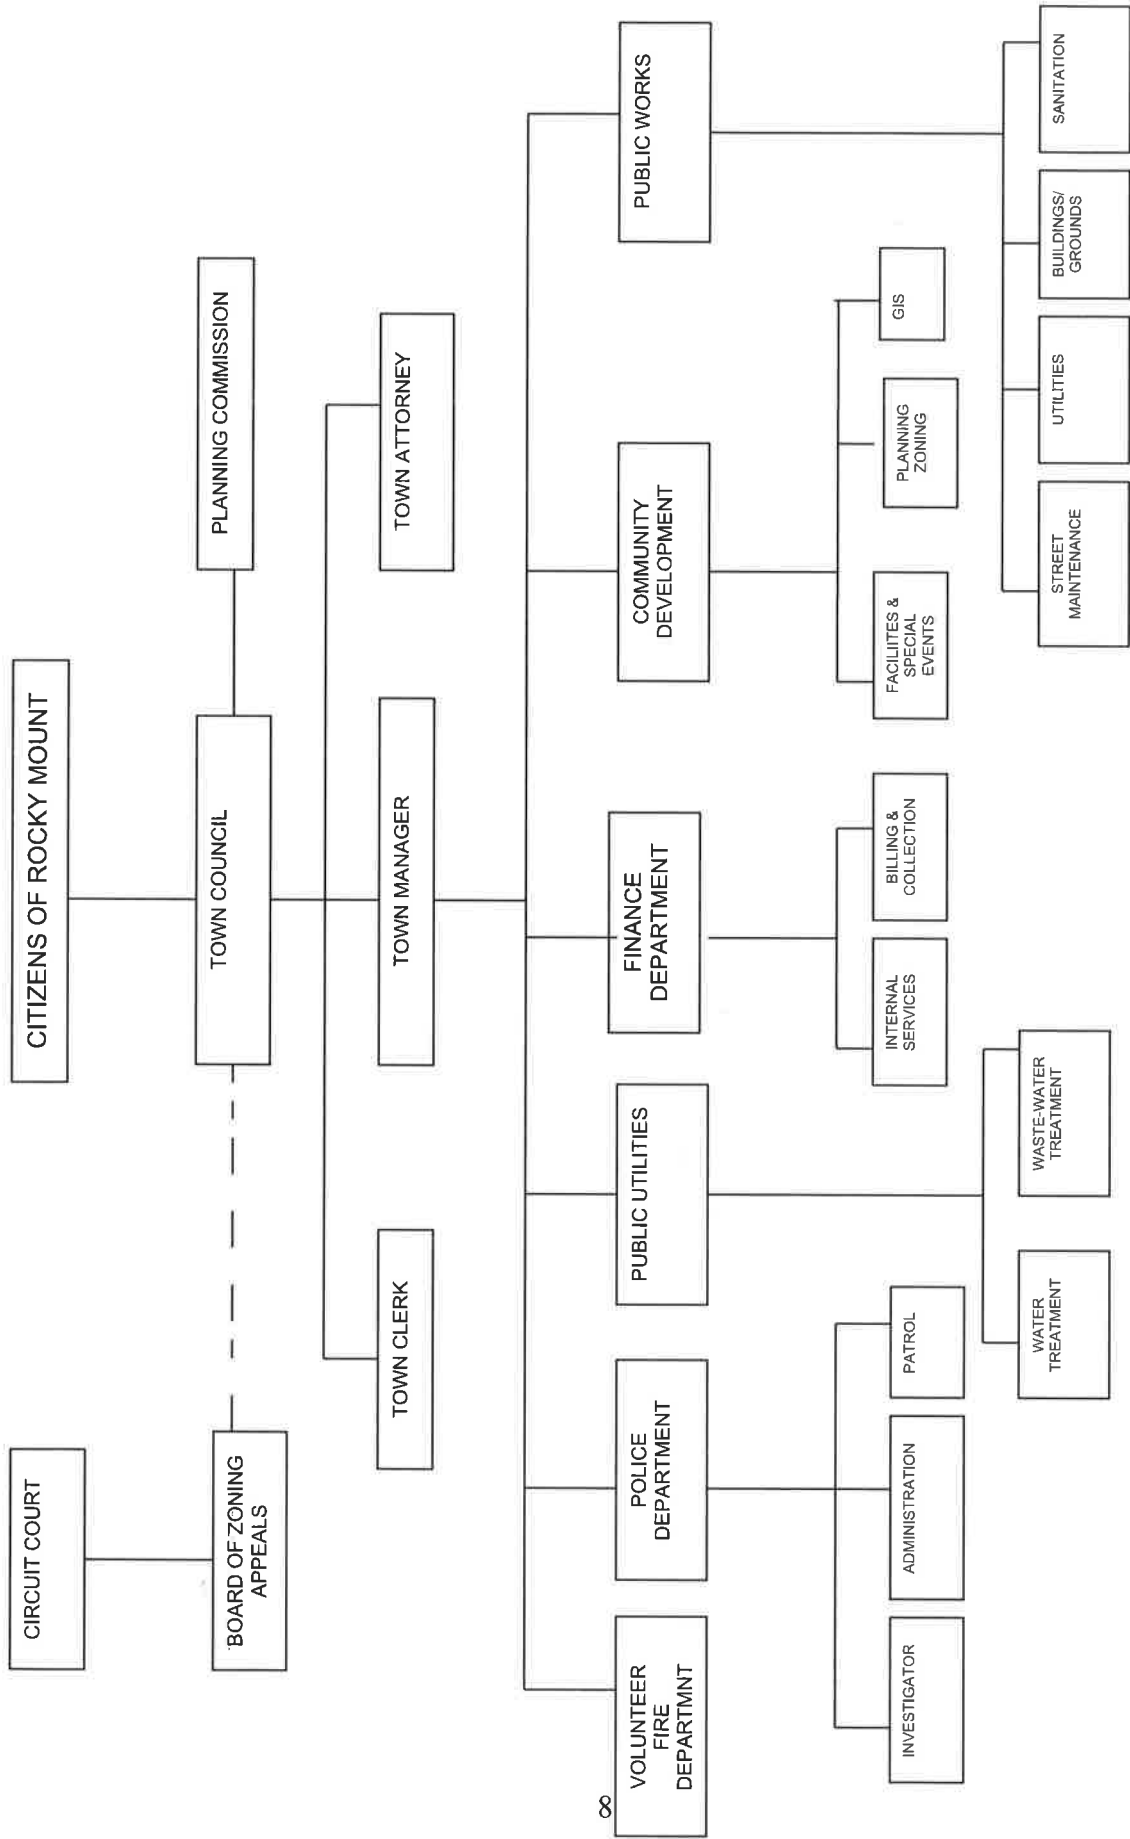 CIRCUIT COURT
CITIZENS OF ROCKY MOUNT
BOARD OF ZONING
APPEALS
TOWN COUNCIL
PLANNING COMMISSION
TOWN CLERK
TOWN MANAGER
TOWN ATTORNEY
VOLUNTEER
FIRE
DEPARTMNT
POLICE
DEPARTMENT
PUBLIC UTILITIES
FINANCE
DEPARTMENT
COMMUNITY
DEVELOPMENT
PUBLIC WORKS
INVESTIGATOR
ADMINISTRATION
PATROL
INTERNAL
SERVICES
BILLING &
COLLECTION
FACILIITES &
SPECIAL
EVENTS
PLANNING
ZONING
GIS
WATER
TREATMENT
WASTE-WATER
TREATMENT
STREET
MAINTENANCE
UTILITIES
BUILDINGS/
GROUNDS
SANITATION
8